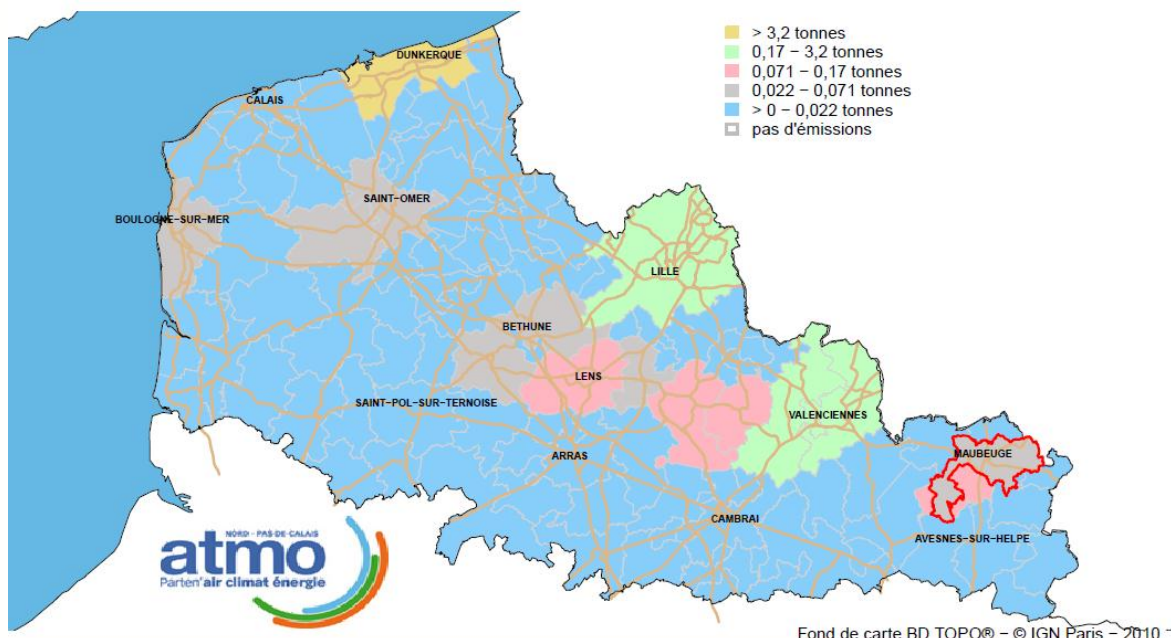 > 3,2 tonnes
0,17 − 3,2 tonnes
0,071 − 0,17 tonnes
0,022 − 0,071 tonnes
> 0 − 0,022 tonnes
pas d'émissions
DUNKERQUE
CALAIS
SAINT−OMER
BOULOGNE−SUR−MER
LILLE
BETHUNE
LENS
SAINT−POL−SUR−TERNOISE
VALENCIENNES
ARRAS
MAUBEUGE
CAMBRAI
AVESNES−SUR−HELPE
NORD - PAS-DE-CALAIS
atmo
Parten'air climat énergie
Fond de carte BD TOPO® − © IGN Paris − 2010 −